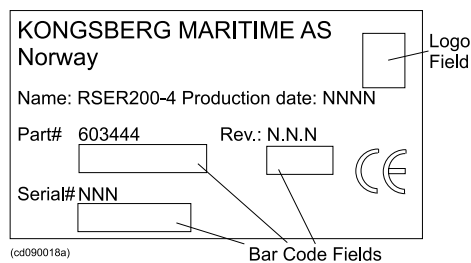 KONGSBERG MARITIME AS
Norway
Logo
Field
Name: RSER200-4 Production date: NNNN
Part# 603444 Rev.: N.N.N
CE
Serial# NNN
(cd090018a)
Bar Code Fields